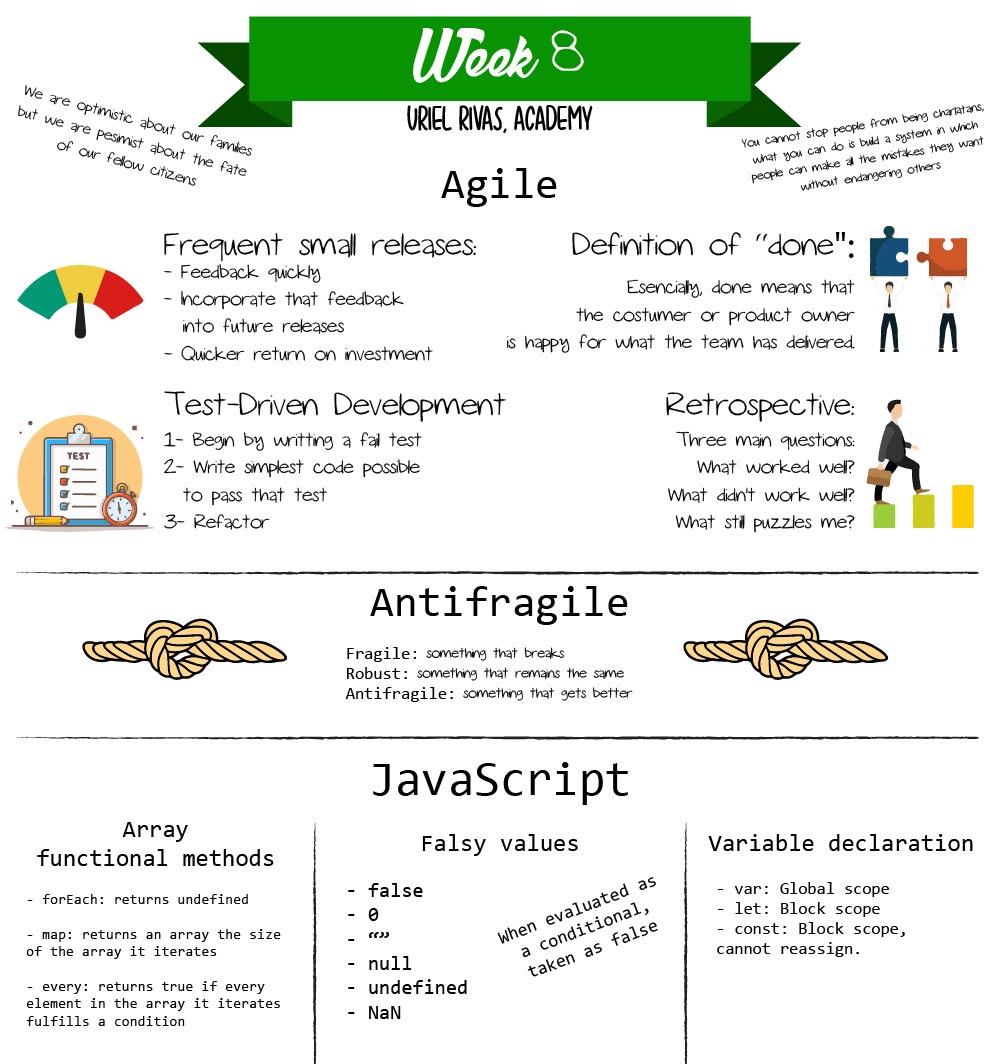 Week 8
URIEL RIVAS, ACADEMY
We are optimistic about our families
but we are pesimist about the fate
of our fellow citizens
You cannot stop people from being charlatans,
what you can do is build a system in which
people can make all the mistakes they want
without endangering others
Agile
Frequent small releases:
- Feedback quickly
- Incorporate that feedback
into future releases
- Quicker return on investment
Definition of "done":
Esencially, done means that
the costumer or product owner
is happy for what the team has delivered.
Test-Driven Development
1- Begin by writting a fail test
2- Write simplest code possible
to pass that test
3- Refactor
TEST
Retrospective:
Three main questions:
What worked well?
What didn't work well?
What still puzzles me?
Antifragile
Fragile: something that breaks
Robust: something that remains the same
Antifragile: something that gets better
JavaScript
Array
functional methods
- forEach: returns undefined
- map: returns an array the size
of the array it iterates
- every: returns true if every
element in the array it iterates
fulfills a condition
Falsy values
- false
- 0
- “”
- null
- undefined
- NaN
When evaluated as
a conditional,
taken as false
Variable declaration
- var: Global scope
- let: Block scope
- const: Block scope,
cannot reassign.